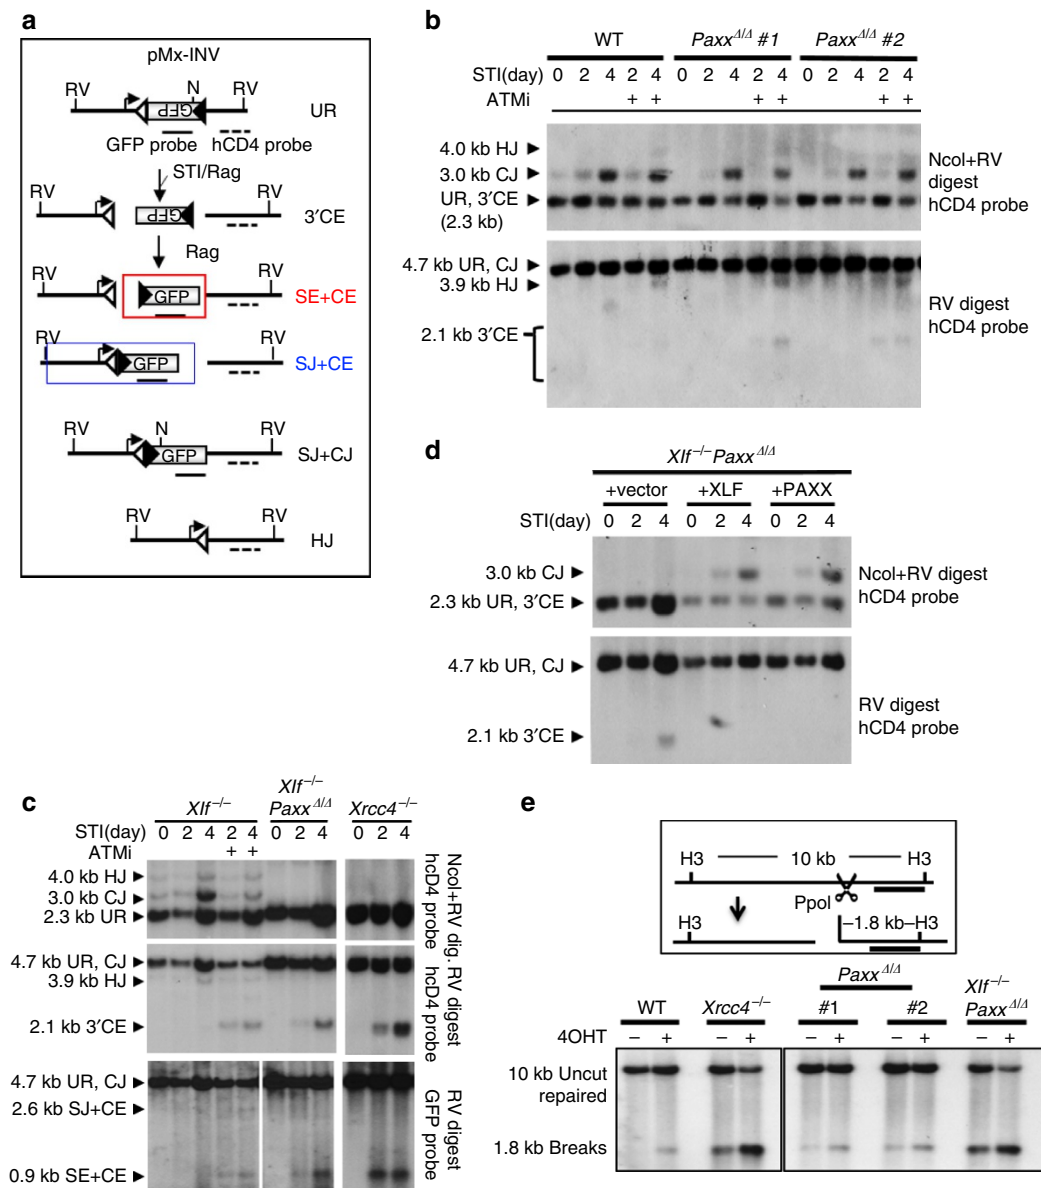 a
pMx-INV
RV N RV
GFP UR
GFP probe hCD4 probe
STI/Rag
RV RV
GFP 3′CE
Rag
RV RV
GFP SE+CE
RV RV
GFP SJ+CE
RV N RV
GFP SJ+CJ
RV RV
HJ
b
WT Paxx Δ/Δ #1 Paxx Δ/Δ #2
STI(day) 0 2 4 2 4 0 2 4 2 4 0 2 4 2 4
ATMi + + + + + +
4.0 kb HJ
3.0 kb CJ
UR, 3′CE
(2.3 kb)
NcoI+RV
digest
hCD4 probe
4.7 kb UR, CJ
3.9 kb HJ
2.1 kb 3′CE
RV digest
hCD4 probe
d
Xlf −/− Paxx Δ/Δ
+vector +XLF +PAXX
STI(day) 0 2 4 0 2 4 0 2 4
3.0 kb CJ
2.3 kb UR, 3′CE
NcoI+RV digest
hCD4 probe
4.7 kb UR, CJ
2.1 kb 3′CE
RV digest
hCD4 probe
c
Xlf −/−
Xlf −/−
Paxx Δ/Δ
Xrcc4 −/−
STI(day) 0 2 4 2 4 0 2 4 0 2 4
ATMi + +
4.0 kb HJ
3.0 kb CJ
2.3 kb UR
NcoI+RV dig.
hcD4 probe
4.7 kb UR, CJ
3.9 kb HJ
2.1 kb 3′CE
RV digest
hcD4 probe
4.7 kb UR, CJ
2.6 kb SJ+CE
0.9 kb SE+CE
RV digest
GFP probe
e
H3 10 kb H3
PpoI
H3 –1.8 kb–H3
WT Xrcc4 −/− Paxx Δ/Δ
#1 #2
Xlf −/−
Paxx Δ/Δ
4OHT − + − + − + − + − +
10 kb Uncut
repaired
1.8 kb Breaks